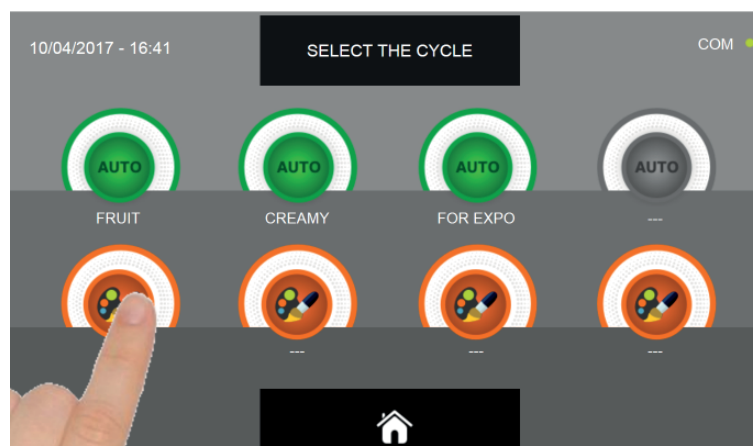 10/04/2017 - 16:41
SELECT THE CYCLE
COM
AUTO
AUTO
AUTO
AUTO
FRUIT
CREAMY
FOR EXPO
---
---
---
---